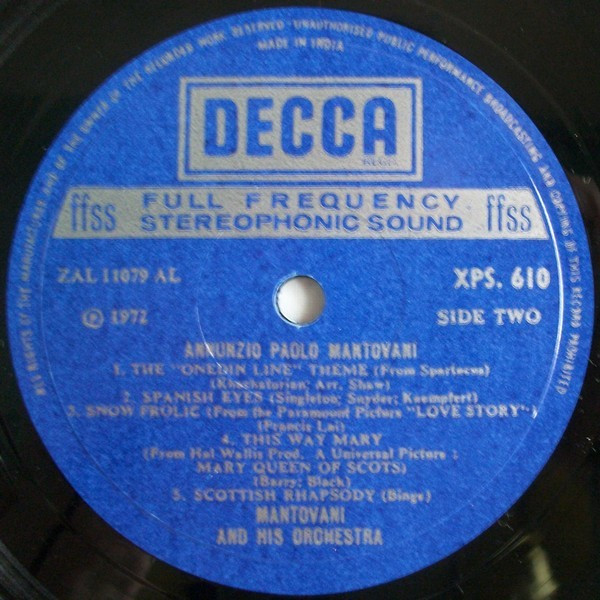 ALL RIGHTS OF THE MANUFACTURER AND OF THE OWNER OF THE RECORDED WORK RESERVED · UNAUTHORISED PUBLIC PERFORMANCE BROADCASTING AND COPYING OF THIS RECORD PROHIBITED
MADE IN INDIA
DECCA
ffss FULL FREQUENCY ffss
STEREOPHONIC SOUND
ZAL 11079 AL XPS. 610
Ⓟ 1972 SIDE TWO
ANNUNZIO PAOLO MANTOVANI
1. THE "ONEDIN LINE" THEME (From Spartacus)
(Khachaturian; Arr. Shaw)
2. SPANISH EYES (Singleton; Snyder; Kaempfert)
3. SNOW FROLIC (From the Paramount Picture "LOVE STORY")
(Francis Lai)
4. THIS WAY MARY
(From Hal Wallis Prod. A Universal Picture :
MARY QUEEN OF SCOTS)
(Barry; Black)
5. SCOTTISH RHAPSODY (Binge)
MANTOVANI
AND HIS ORCHESTRA